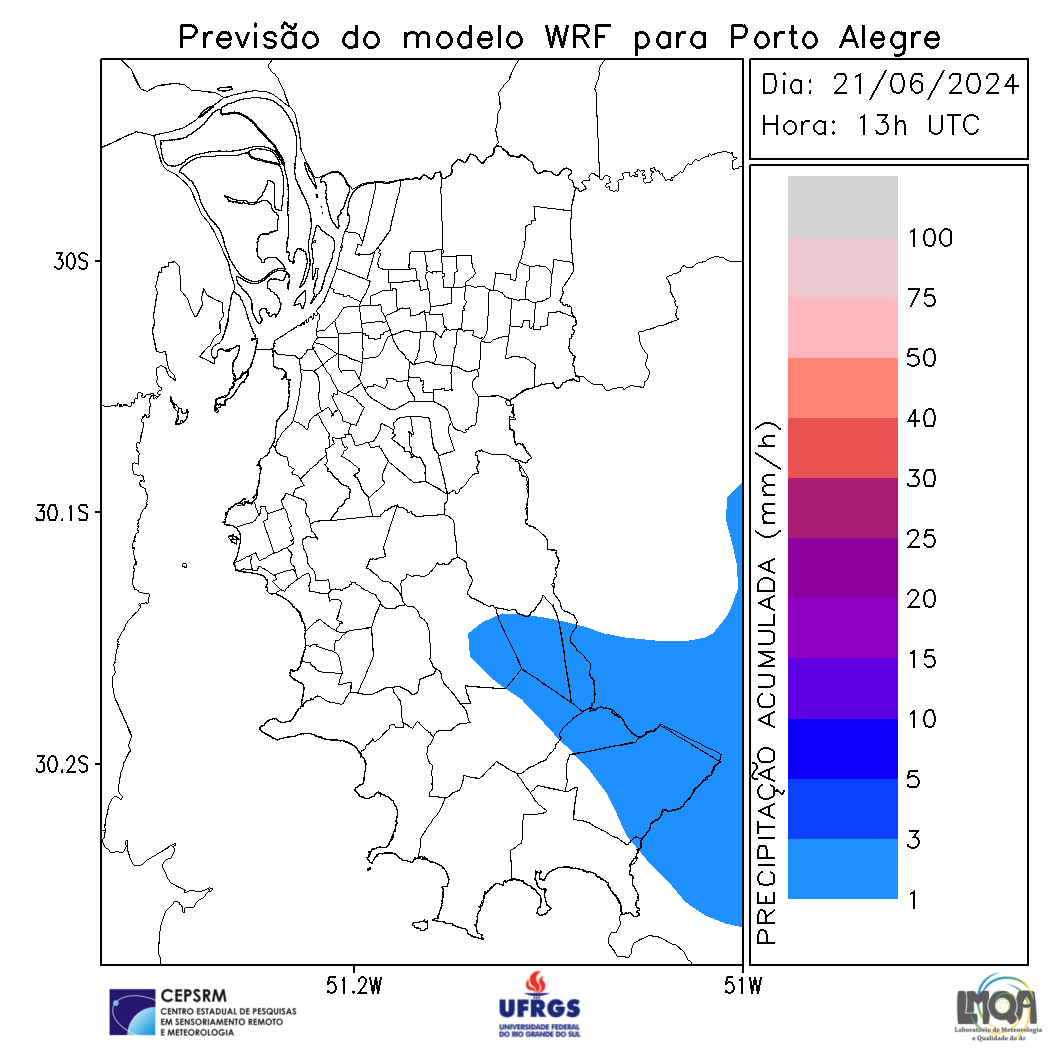 Previsão do modelo WRF para Porto Alegre
Dia: 21/06/2024
Hora: 13h UTC
30S
30.1S
30.2S
51.2W
51W
PRECIPITAÇÃO ACUMULADA (mm/h)
100
75
50
40
30
25
20
15
10
5
3
1
CEPSRM
CENTRO ESTADUAL DE PESQUISAS
EM SENSORIAMENTO REMOTO
E METEOROLOGIA
UFRGS
UNIVERSIDADE FEDERAL
DO RIO GRANDE DO SUL
LMQA
Laboratório de Meteorologia
e Qualidade do Ar